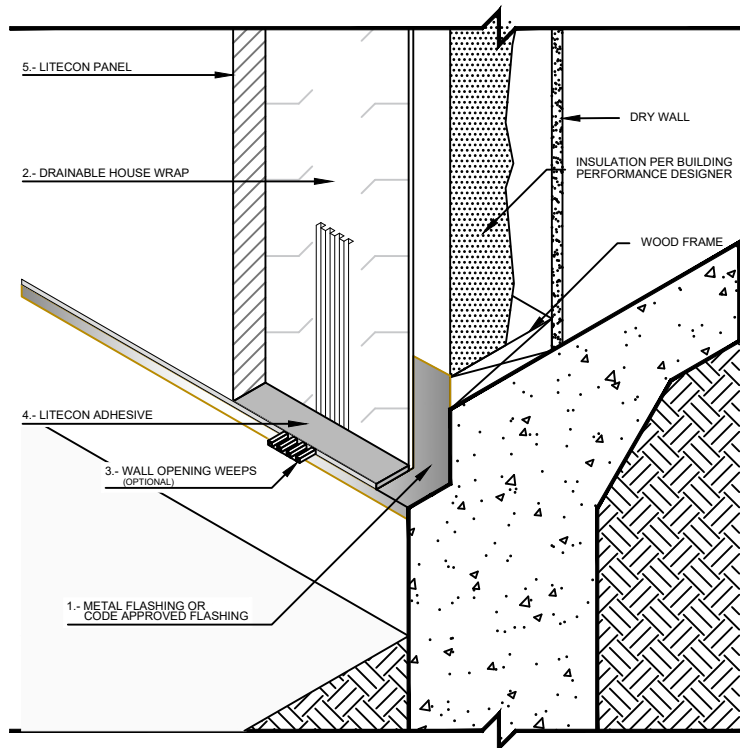 5.- LITECON PANEL
DRY WALL
2.- DRAINABLE HOUSE WRAP
INSULATION PER BUILDING
PERFORMANCE DESIGNER
WOOD FRAME
4.- LITECON ADHESIVE
3.- WALL OPENING WEEPS
(OPTIONAL)
1.- METAL FLASHING OR
CODE APPROVED FLASHING